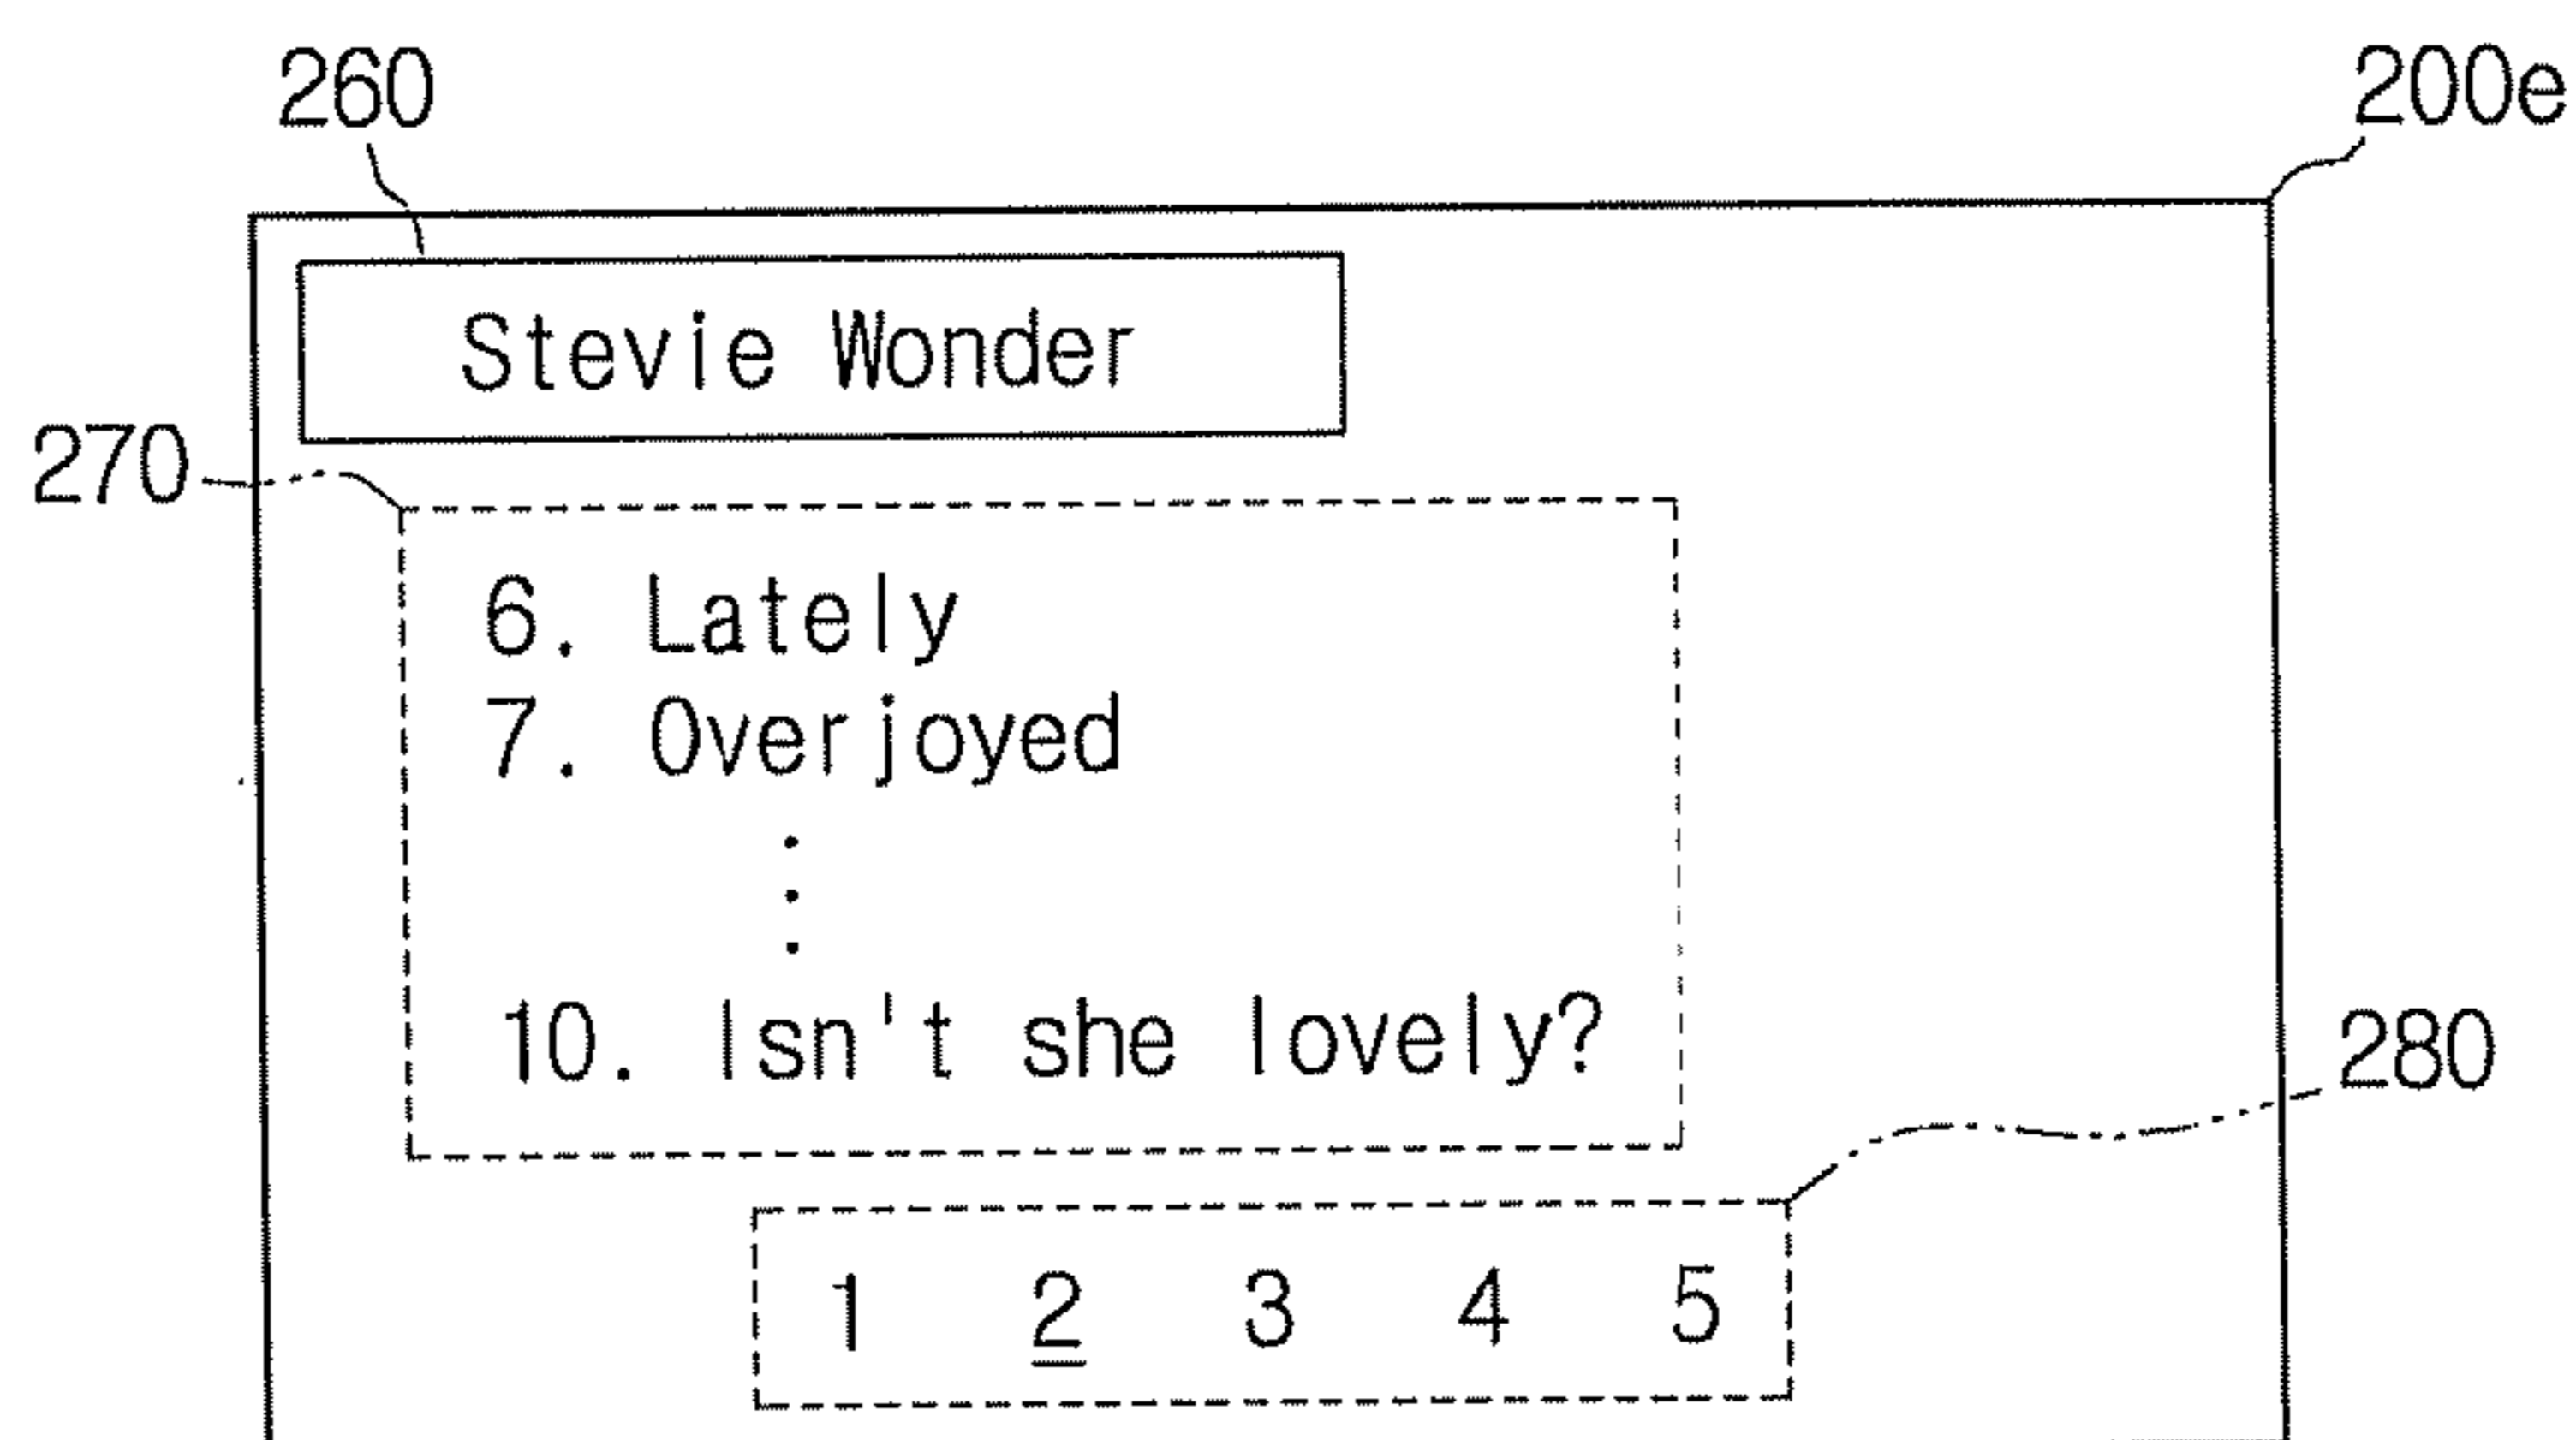 260
200e
Stevie Wonder
270
6. Lately
7. Overjoyed
10. Isn't she lovely?
280
1 2 3 4 5